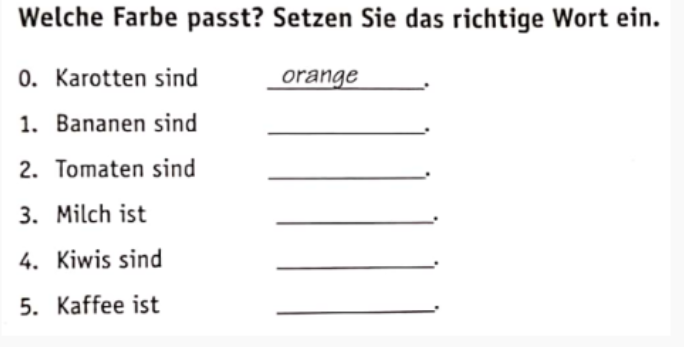 Welche Farbe passt? Setzen Sie das richtige Wort ein.
0. Karotten sind orange.
1. Bananen sind ________.
2. Tomaten sind ________.
3. Milch ist ________.
4. Kiwis sind ________.
5. Kaffee ist ________.